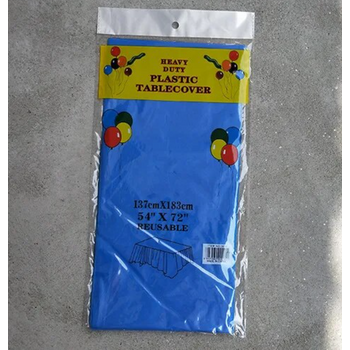 HEAVY
DUTY
PLASTIC
TABLECOVER
137cmX183cm
54" X 72"
REUSABLE